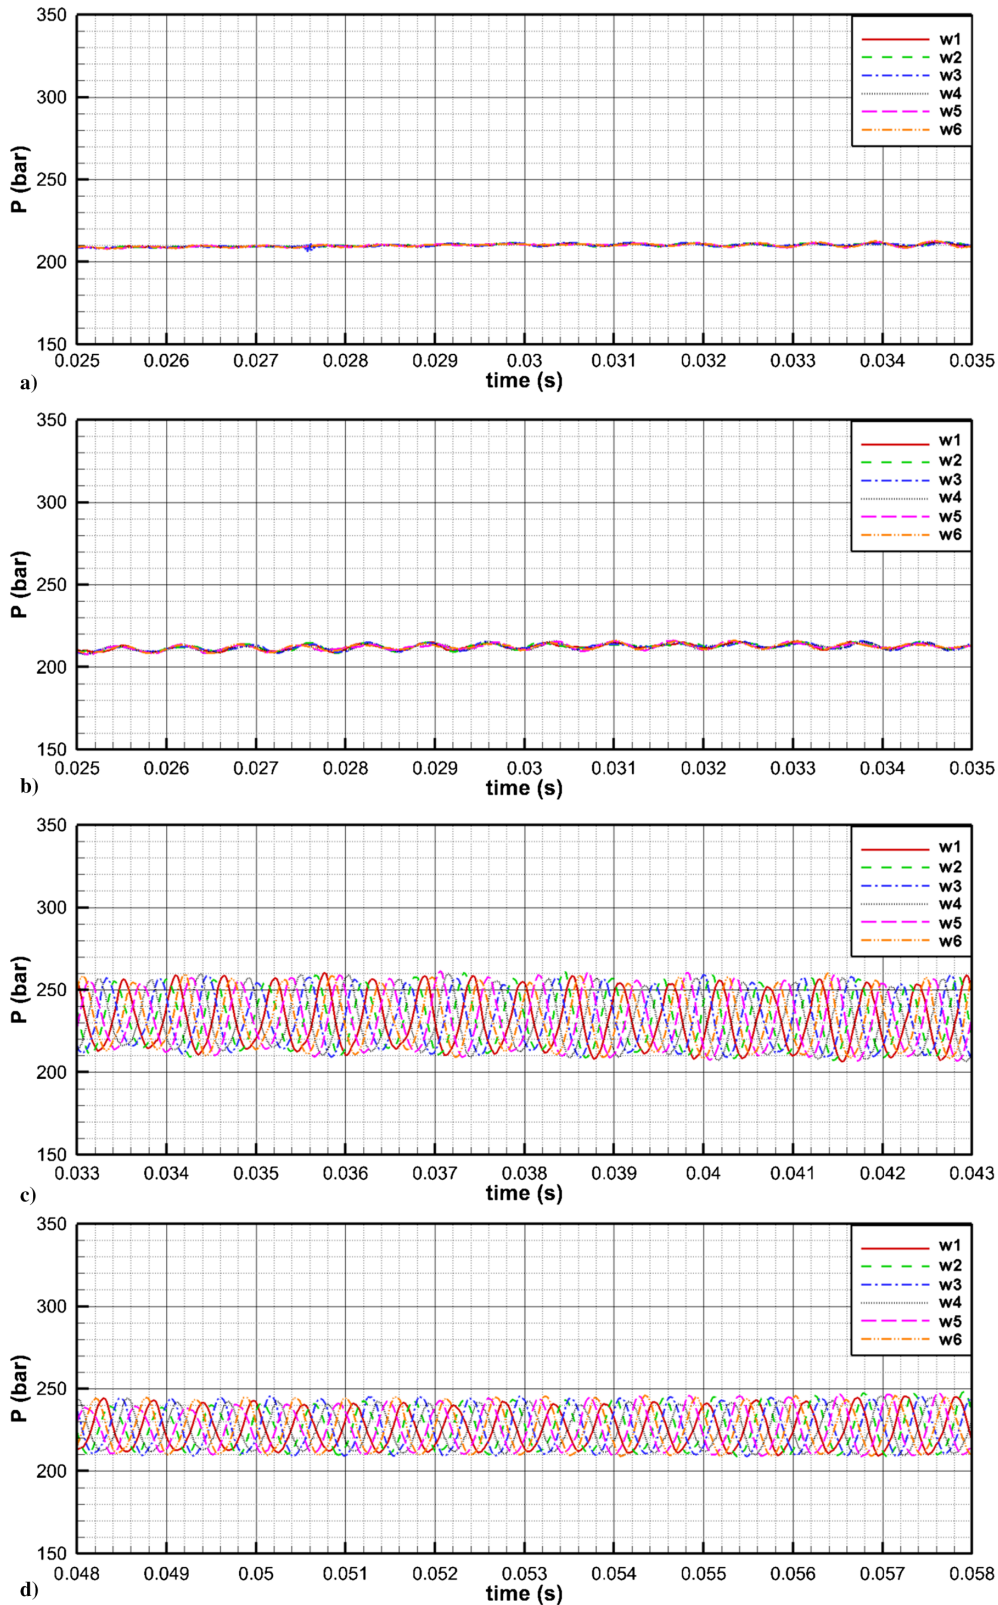 350
300
250
200
150
P (bar)
w1
w2
w3
w4
w5
w6
0.025 0.026 0.027 0.028 0.029 0.03 0.031 0.032 0.033 0.034 0.035
time (s)
a)
350
300
250
200
150
P (bar)
w1
w2
w3
w4
w5
w6
0.025 0.026 0.027 0.028 0.029 0.03 0.031 0.032 0.033 0.034 0.035
time (s)
b)
350
300
250
200
150
P (bar)
w1
w2
w3
w4
w5
w6
0.033 0.034 0.035 0.036 0.037 0.038 0.039 0.04 0.041 0.042 0.043
time (s)
c)
350
300
250
200
150
P (bar)
w1
w2
w3
w4
w5
w6
0.048 0.049 0.050 0.051 0.052 0.053 0.054 0.055 0.056 0.057 0.058
time (s)
d)